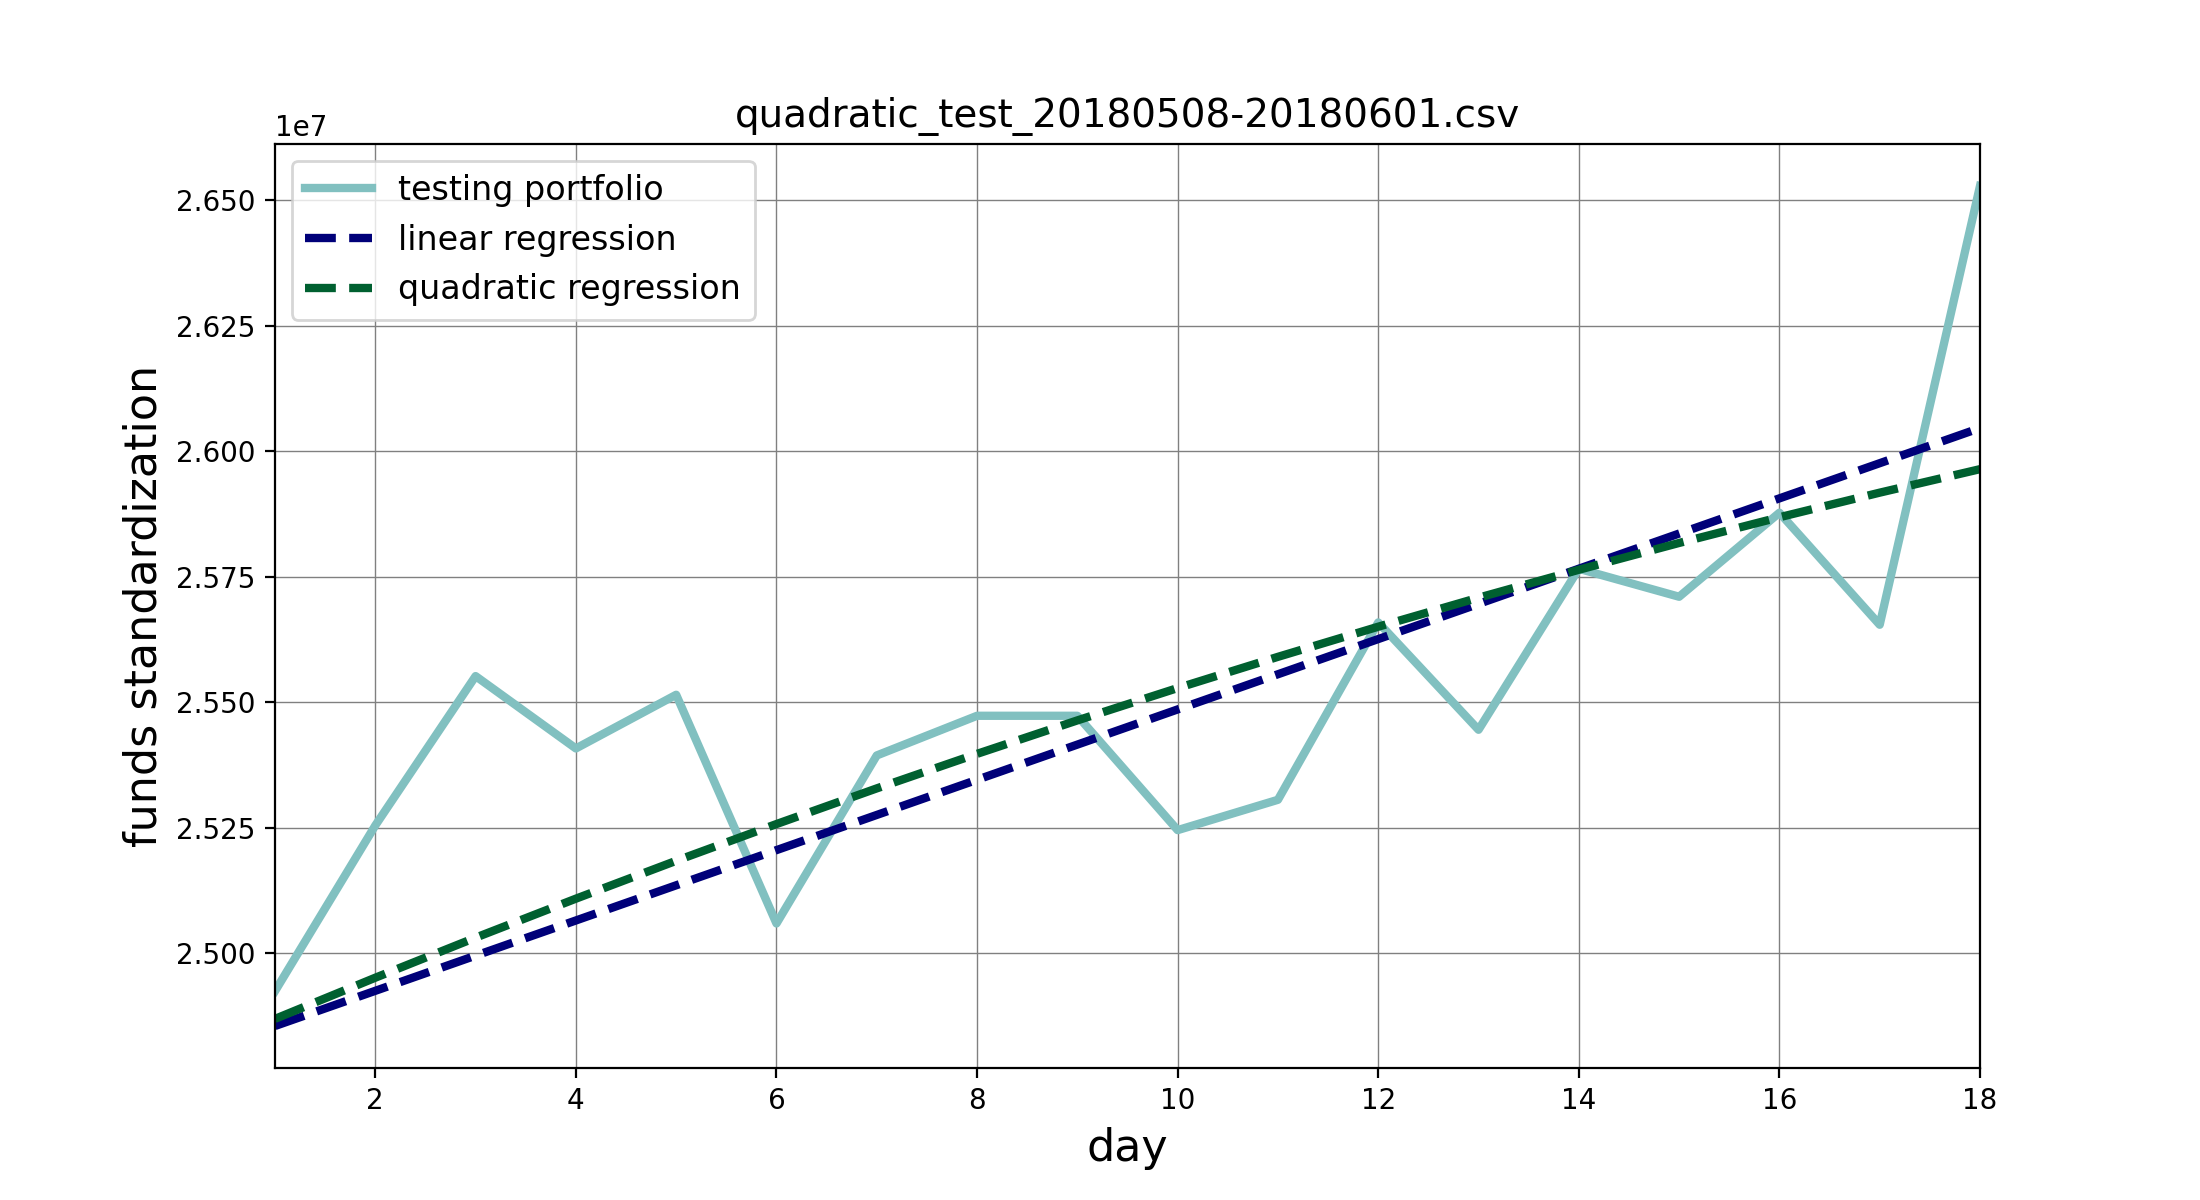 quadratic_test_20180508-20180601.csv
1e7
testing portfolio
linear regression
quadratic regression
2.650
2.625
2.600
2.575
2.550
2.525
2.500
funds standardization
2 4 6 8 10 12 14 16 18
day